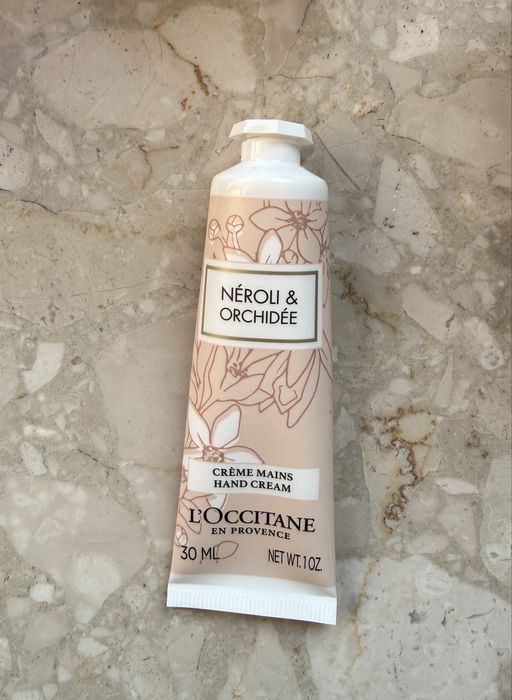 NÉROLI &
ORCHIDÉE
CRÈME MAINS
HAND CREAM
L'OCCITANE
EN PROVENCE
30 ML NET WT. 1 OZ.